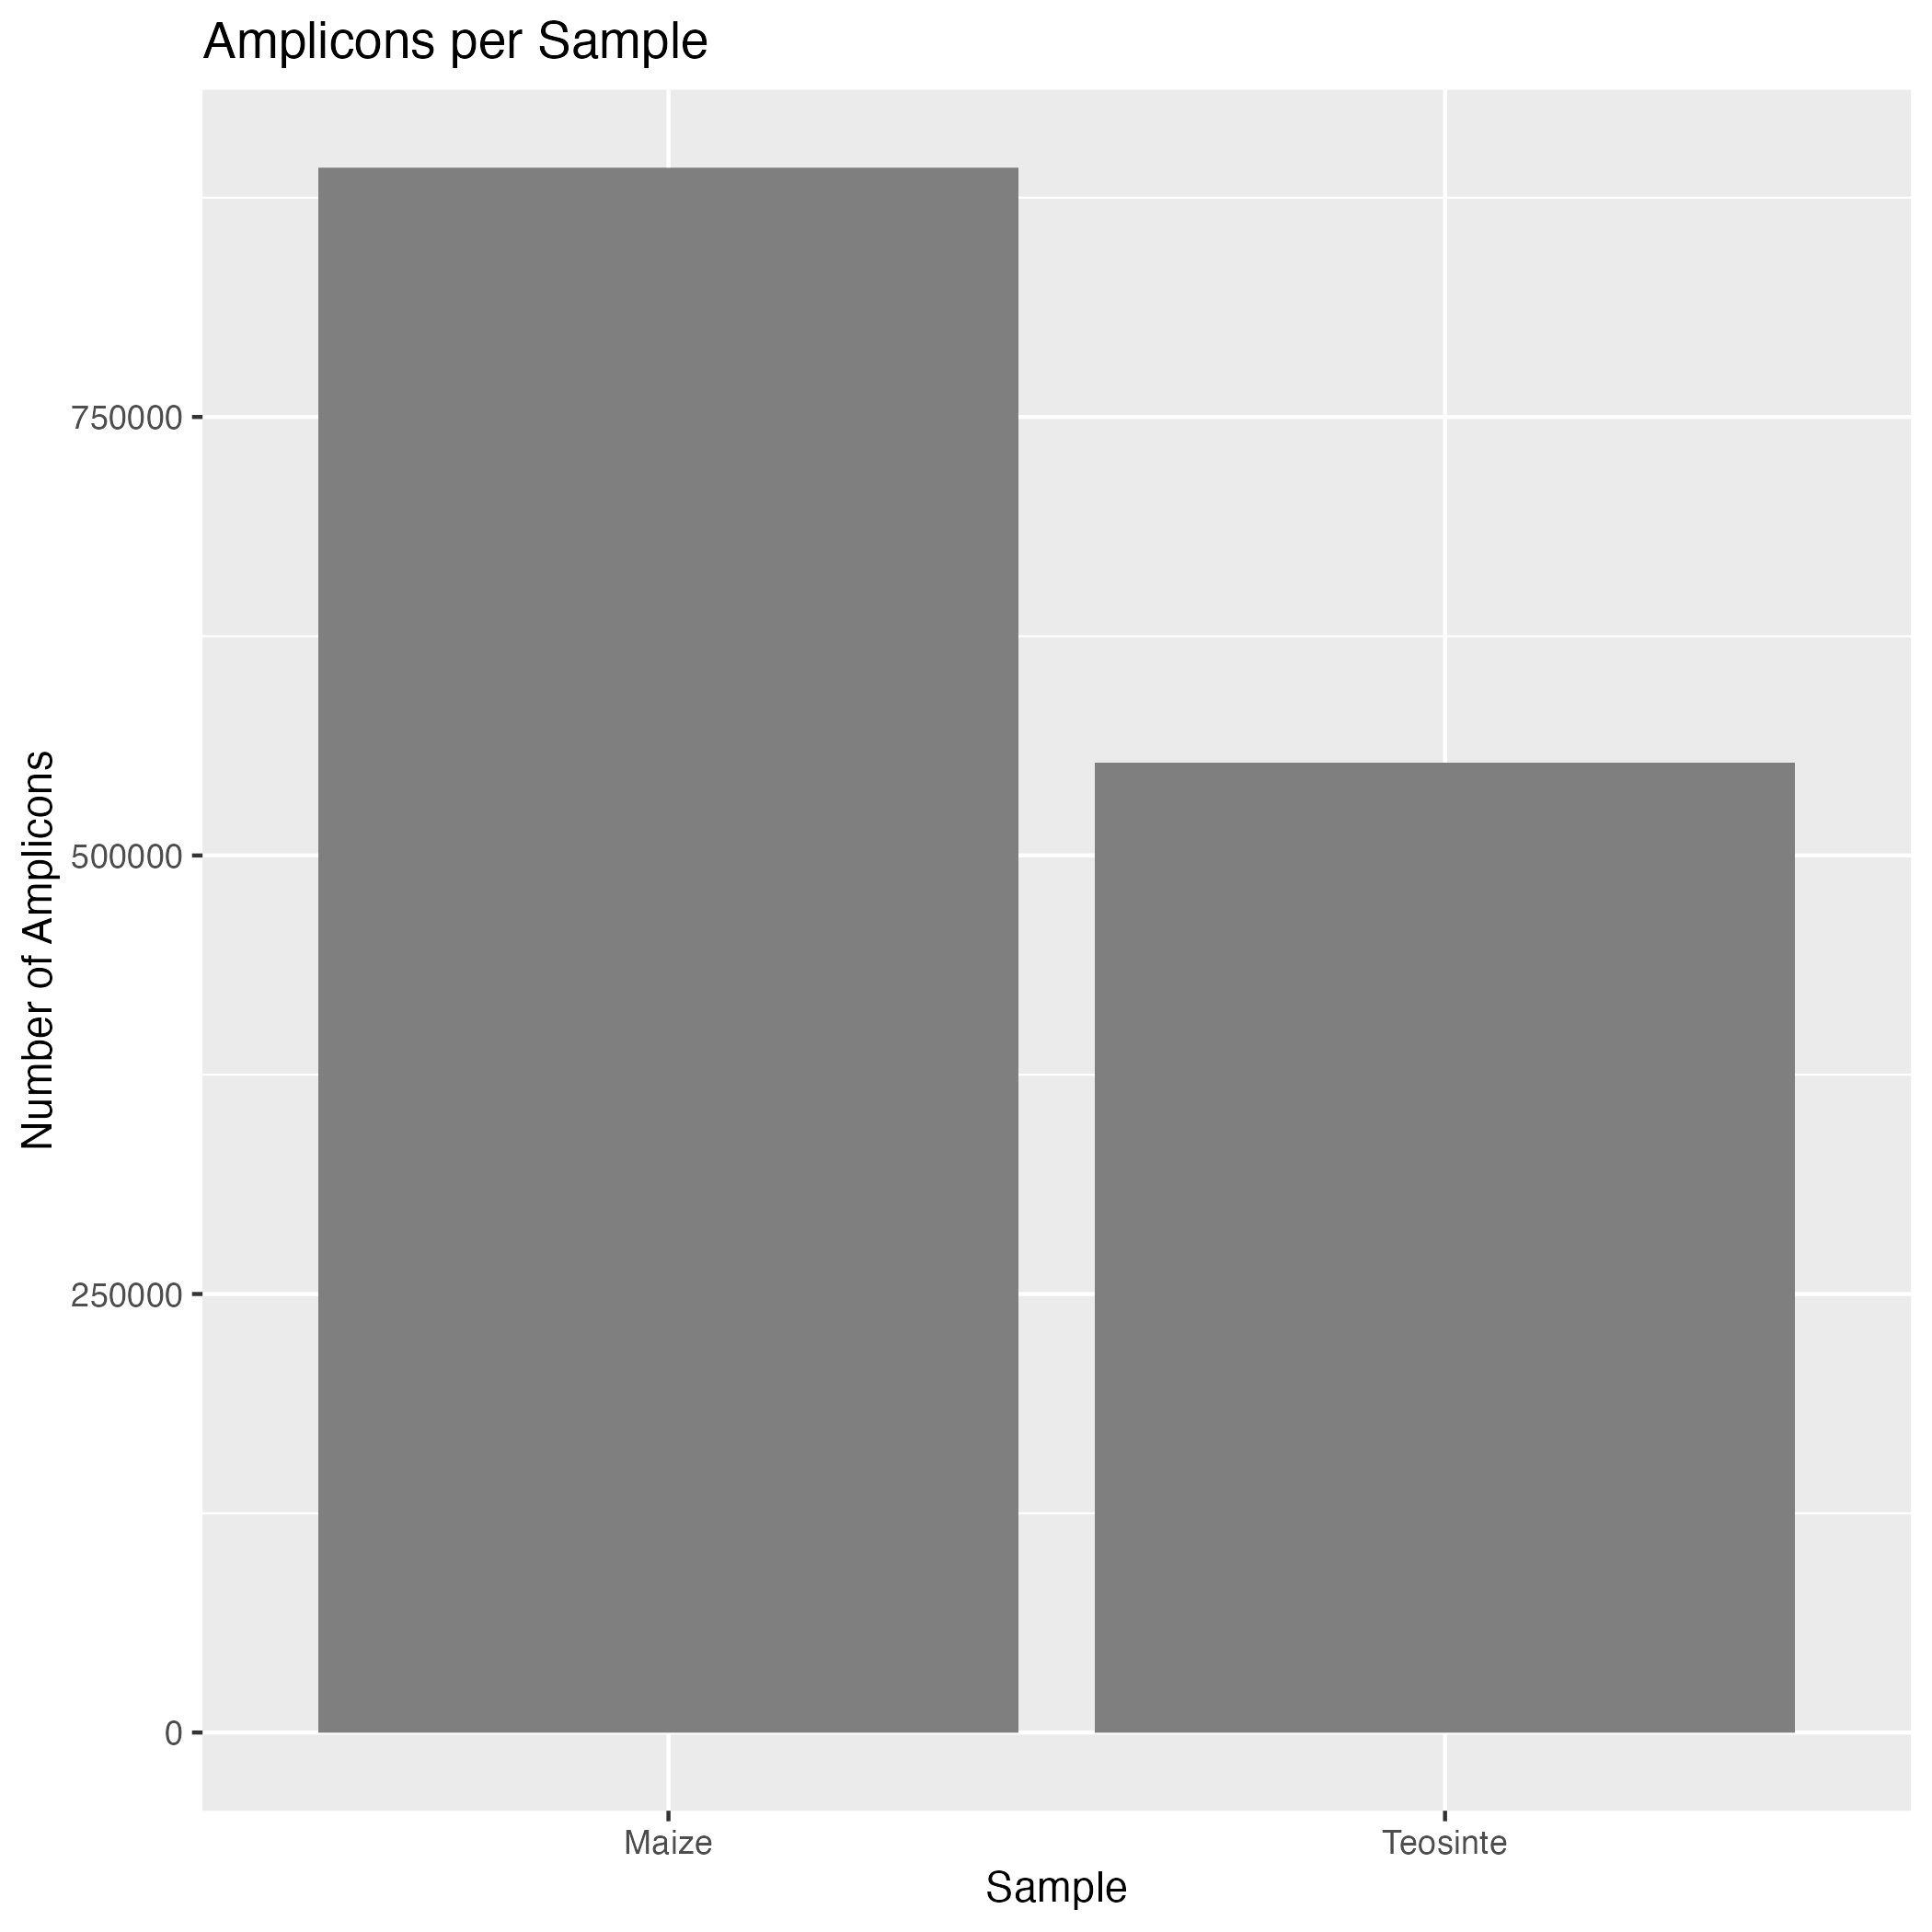 Amplicons per Sample
Number of Amplicons
750000
500000
250000
0
Maize
Teosinte
Sample